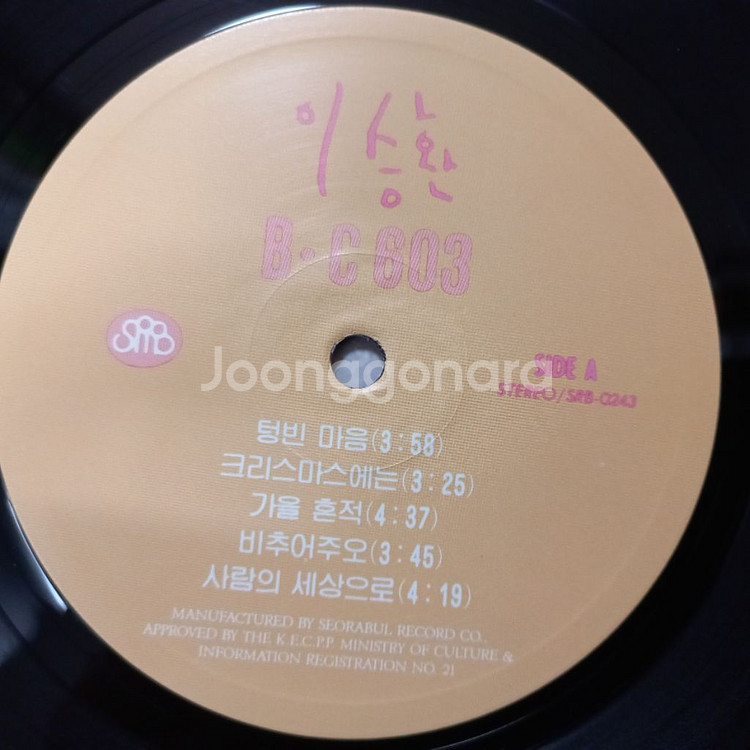 이승환
B·C 603
SRB
Joonggonara
SIDE A
STEREO/SRB-0243
텅빈 마음(3:58)
크리스마스에는(3:25)
가을 흔적(4:37)
비추어주오(3:45)
사람의 세상으로(4:19)
MANUFACTURED BY SEORABUL RECORD CO.,
APPROVED BY THE K.E.C.P.P. MINISTRY OF CULTURE &
INFORMATION REGISTRATION NO. 21